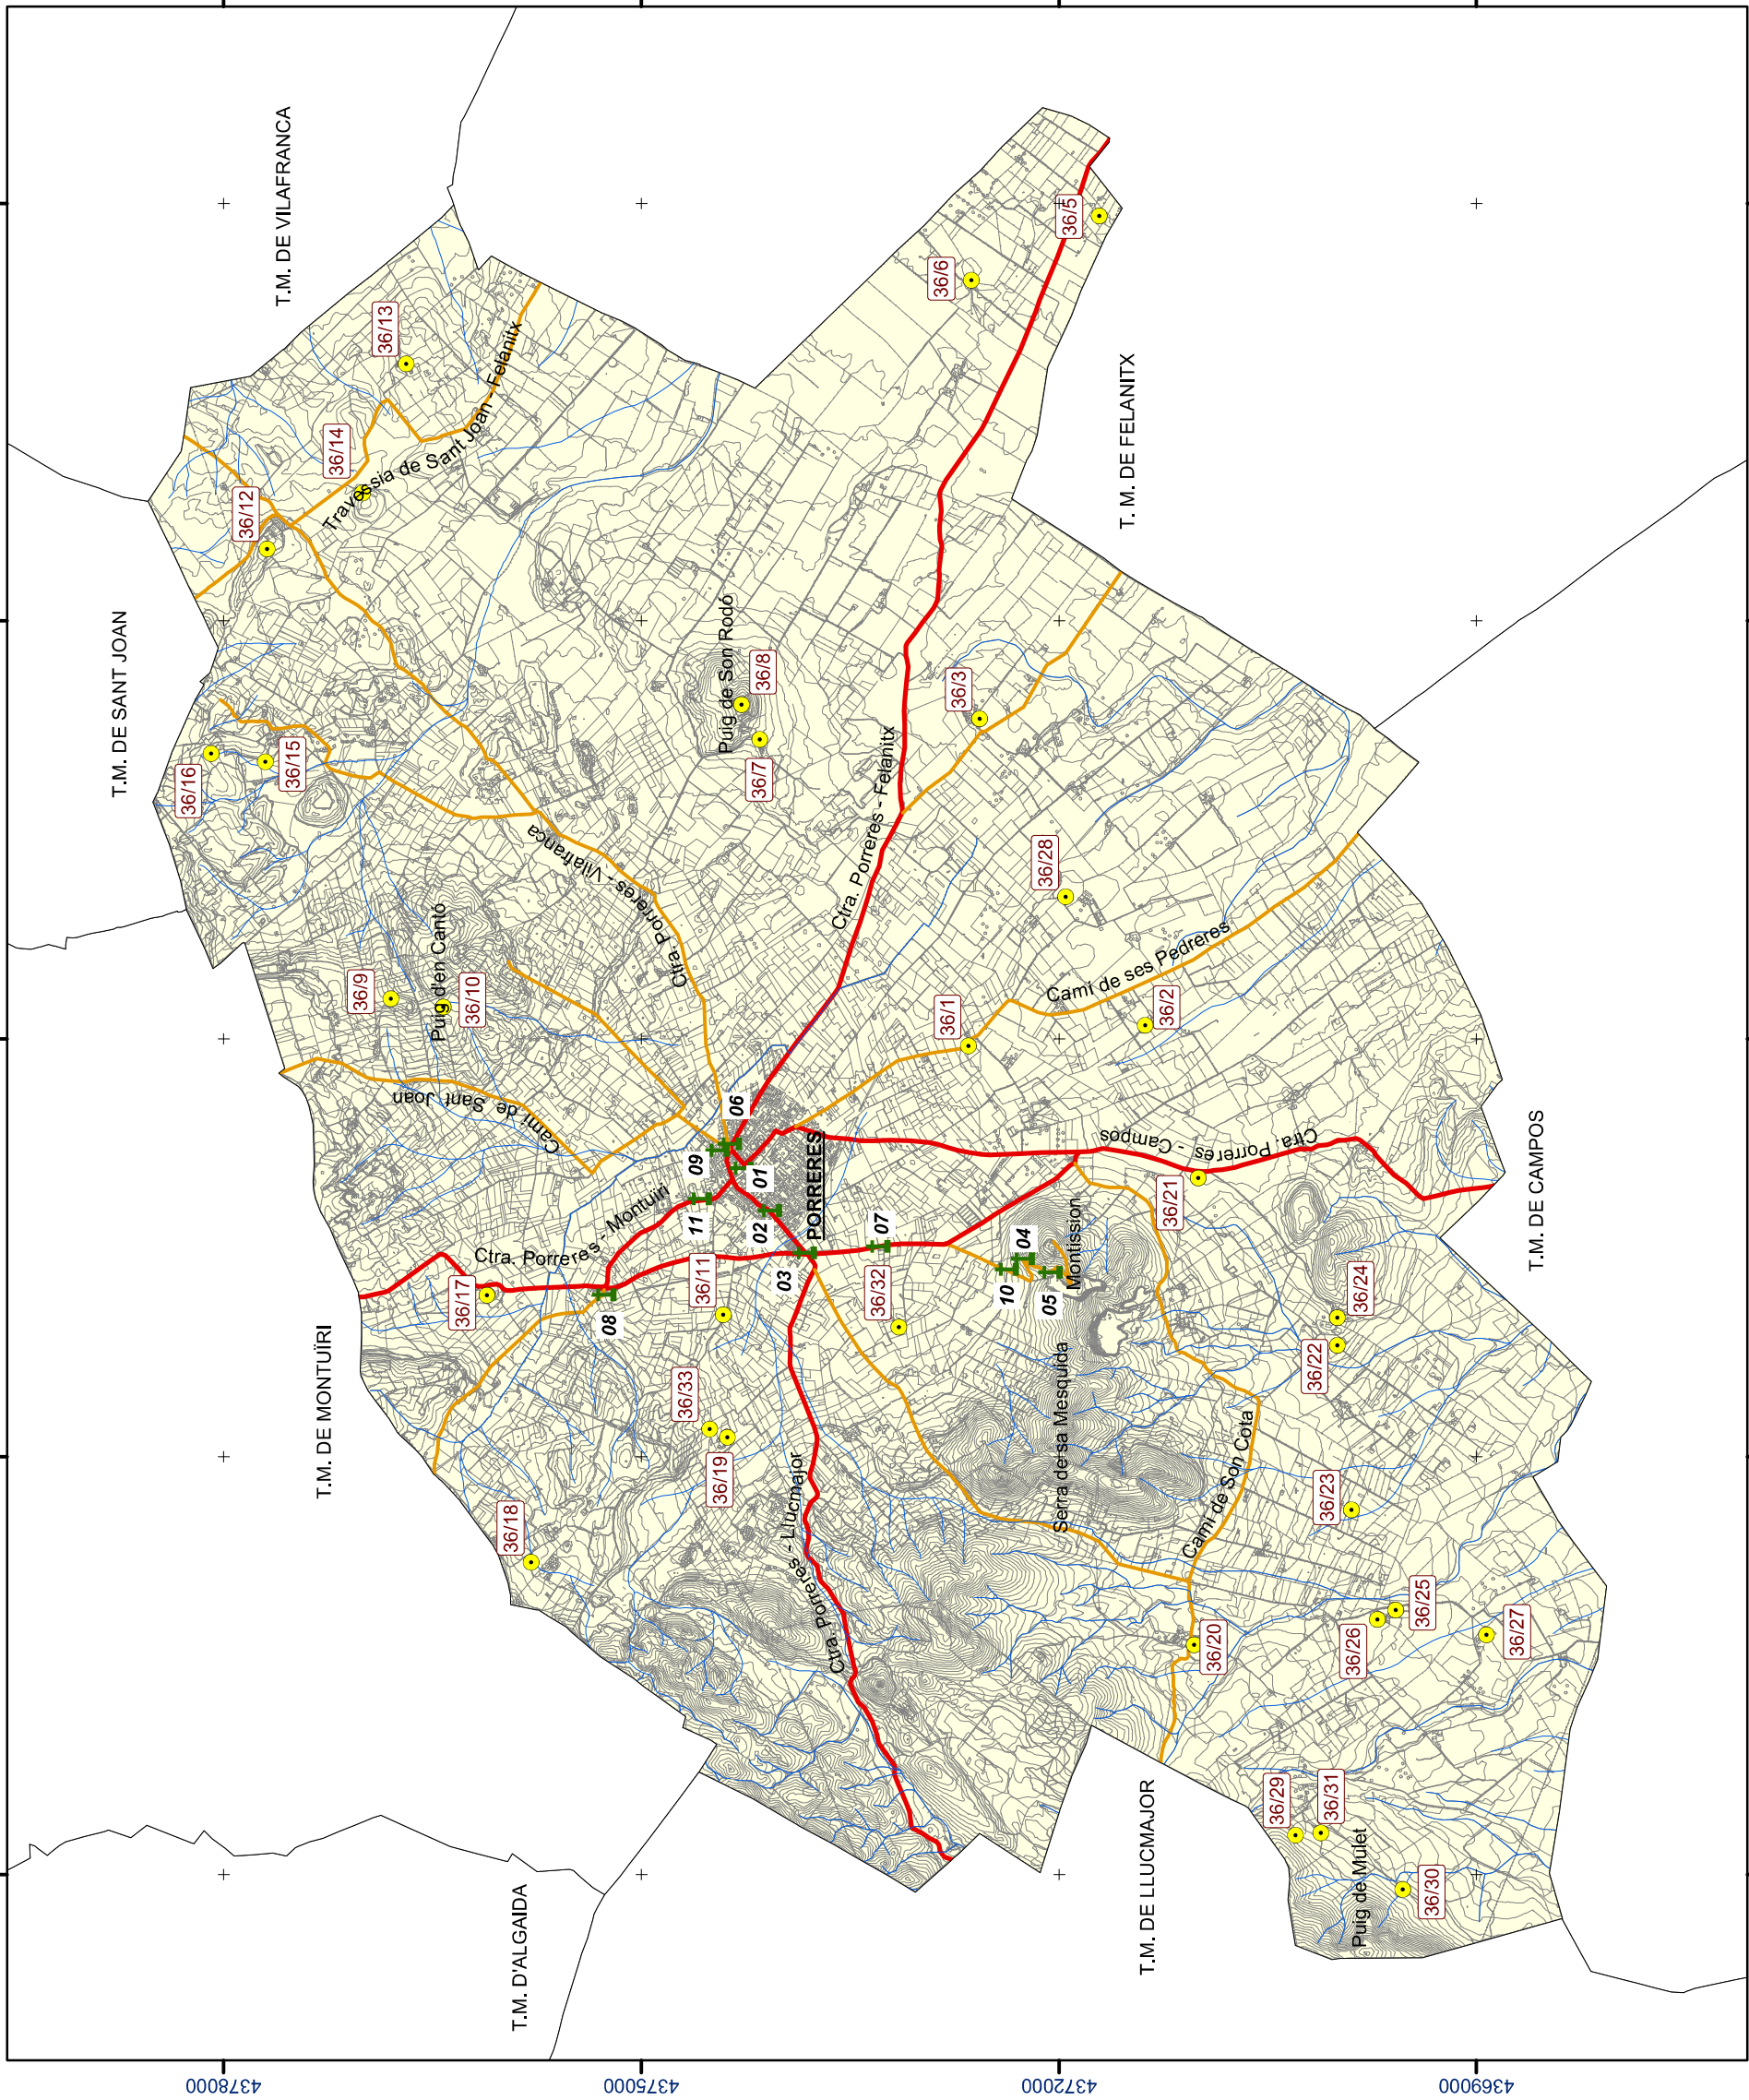 T.M. DE SANT JOAN
T.M. DE VILAFRANCA
T.M. DE MONTUÏRI
T.M. D'ALGAIDA
T.M. DE LLUCMAJOR
T.M. DE CAMPOS
T. M. DE FELANITX
36/16
36/15
36/12
36/14
36/13
Travessia de Sant Joan - Felanitx
36/9
Puig d'en Cantó
36/10
Camí de Sant Joan
Ctra. Porreres - Vilafranca
Puig de Son Rodó
36/8
36/7
36/6
36/5
36/3
Ctra. Porreres - Felanitx
36/28
36/1
Camí de ses Pedreres
36/2
36/17
Ctra. Porreres - Montuïri
08
36/11
11
09
06
01
02
03
PORRERES
07
36/32
36/18
36/33
36/19
Ctra. Porreres - Llucmajor
10
04
05
Montission
Serra de sa Mesquida
Ctra. Porreres - Campos
36/21
36/24
36/22
Camí de Son Cota
36/23
36/20
36/26
36/25
36/27
36/29
36/31
Puig de Mulet
36/30
4378000
4375000
4372000
4369000